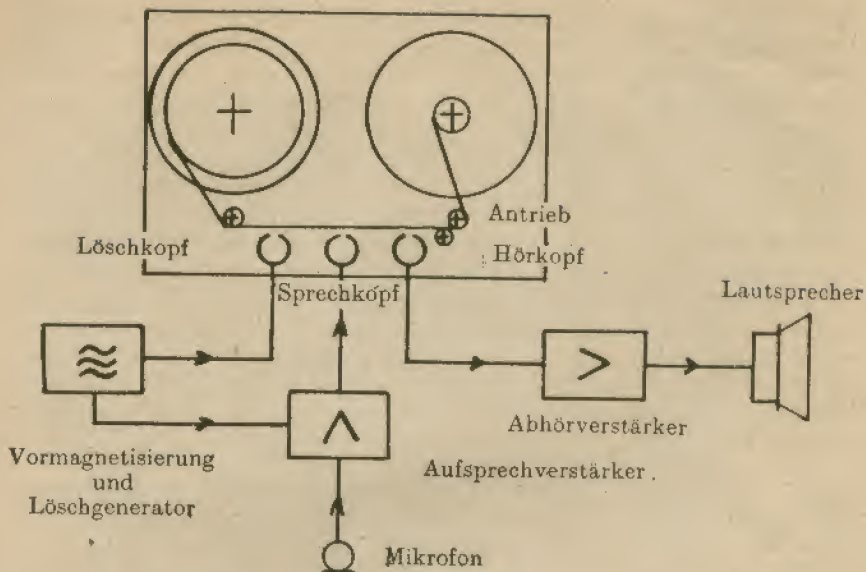 Antrieb
Löschkopf
Hörkopf
Sprechkopf
Lautsprecher
Abhörverstärker
Vormagnetisierung
und
Löschgenerator
Aufsprechverstärker.
Mikrofon